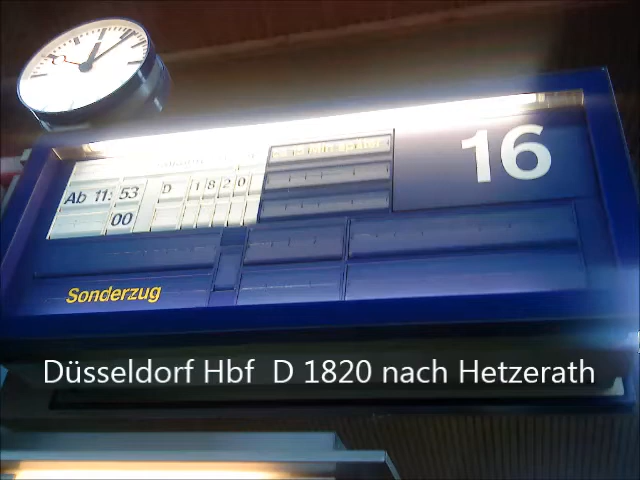 16
Ab 11: 53 D 1820
00
Sonderzug
Düsseldorf Hbf D 1820 nach Hetzerath